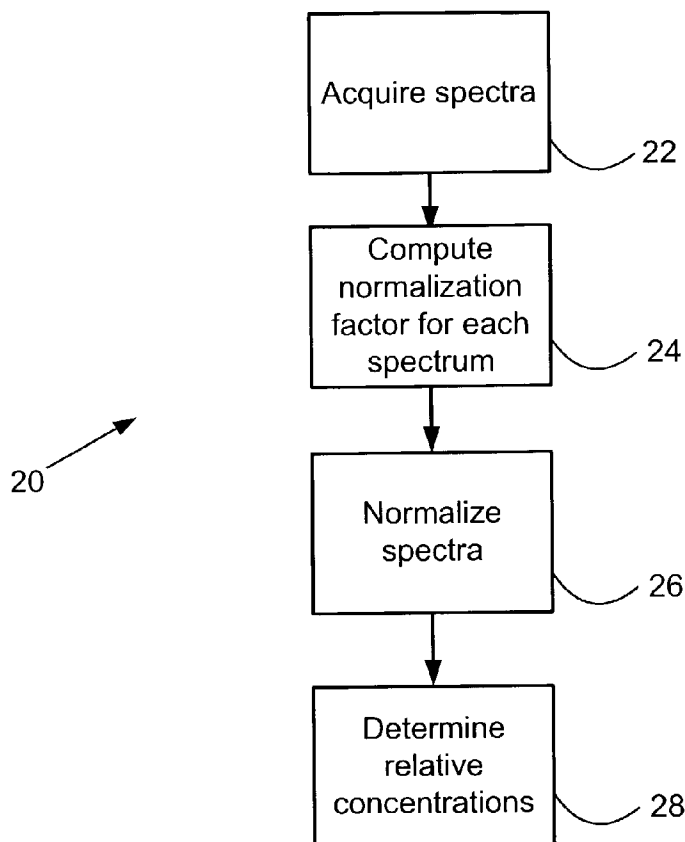 Acquire spectra
22
Compute
normalization
factor for each
spectrum
24
20
Normalize
spectra
26
Determine
relative
concentrations
28